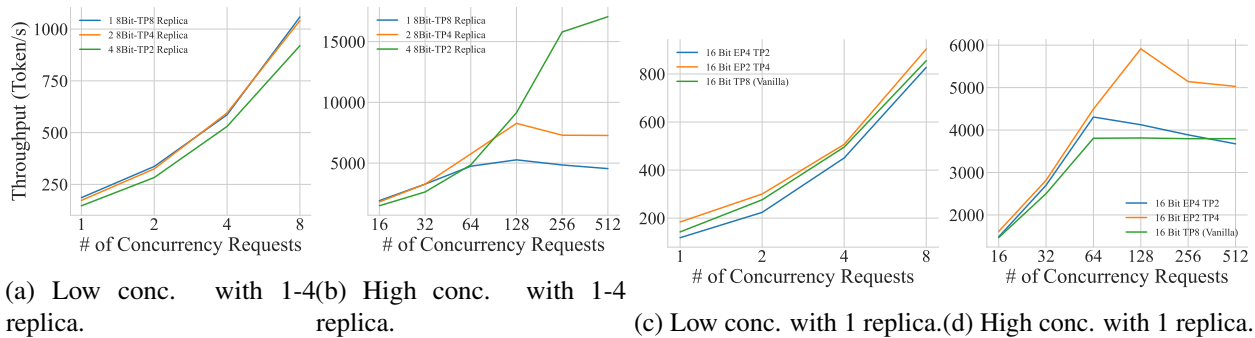 Throughput (Token/s)
1000
750
500
250
1 8Bit-TP8 Replica
2 8Bit-TP4 Replica
4 8Bit-TP2 Replica
1 2 4 8
# of Concurrency Requests
(a) Low conc. with 1-4
replica.
15000
10000
5000
1 8Bit-TP8 Replica
2 8Bit-TP4 Replica
4 8Bit-TP2 Replica
16 32 64 128 256 512
# of Concurrency Requests
(b) High conc. with 1-4
replica.
800
600
400
200
16 Bit EP4 TP2
16 Bit EP2 TP4
16 Bit TP8 (Vanilla)
1 2 4 8
# of Concurrency Requests
(c) Low conc. with 1 replica.
6000
5000
4000
3000
2000
16 Bit EP4 TP2
16 Bit EP2 TP4
16 Bit TP8 (Vanilla)
16 32 64 128 256 512
# of Concurrency Requests
(d) High conc. with 1 replica.